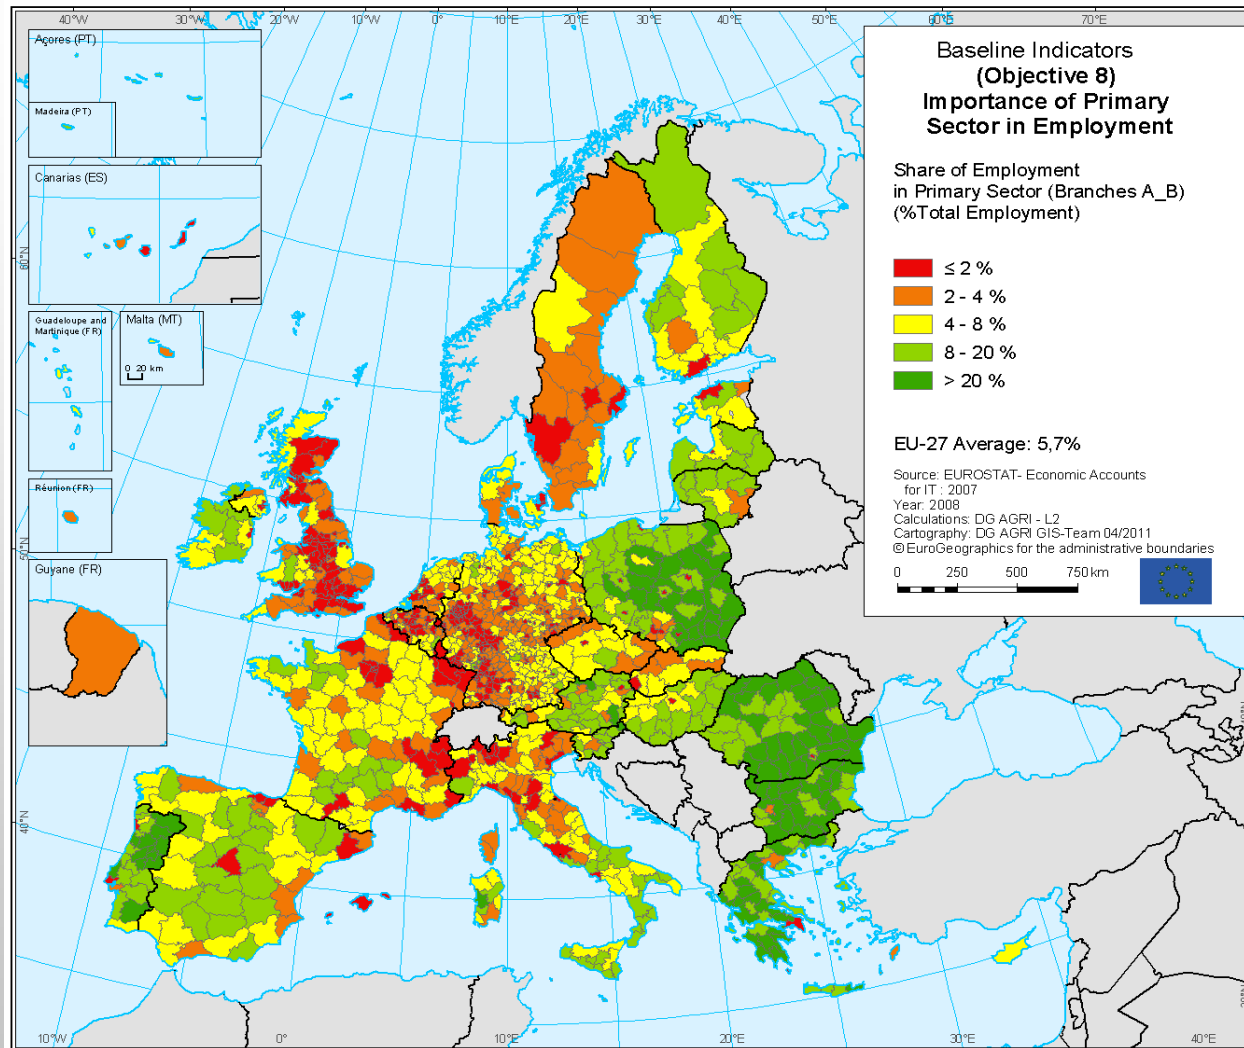 40°W
30°W
20°W
10°W
0°
10°E
20°E
30°E
40°E
50°E
60°E
70°E
Açores (PT)
Madeira (PT)
Canarias (ES)
Guadeloupe and
Martinique (FR)
Malta (MT)
0 20 km
Réunion (FR)
Guyane (FR)
60°N
50°N
40°N
Baseline Indicators
(Objective 8)
Importance of Primary
Sector in Employment
Share of Employment
in Primary Sector (Branches A_B)
(%Total Employment)
≤ 2 %
2 - 4 %
4 - 8 %
8 - 20 %
> 20 %
EU-27 Average: 5,7%
Source: EUROSTAT- Economic Accounts
for IT : 2007
Year: 2008
Calculations: DG AGRI - L2
Cartography: DG AGRI GIS-Team 04/2011
© EuroGeographics for the administrative boundaries
0 250 500 750 km
10°W
0°
10°E
20°E
30°E
40°E